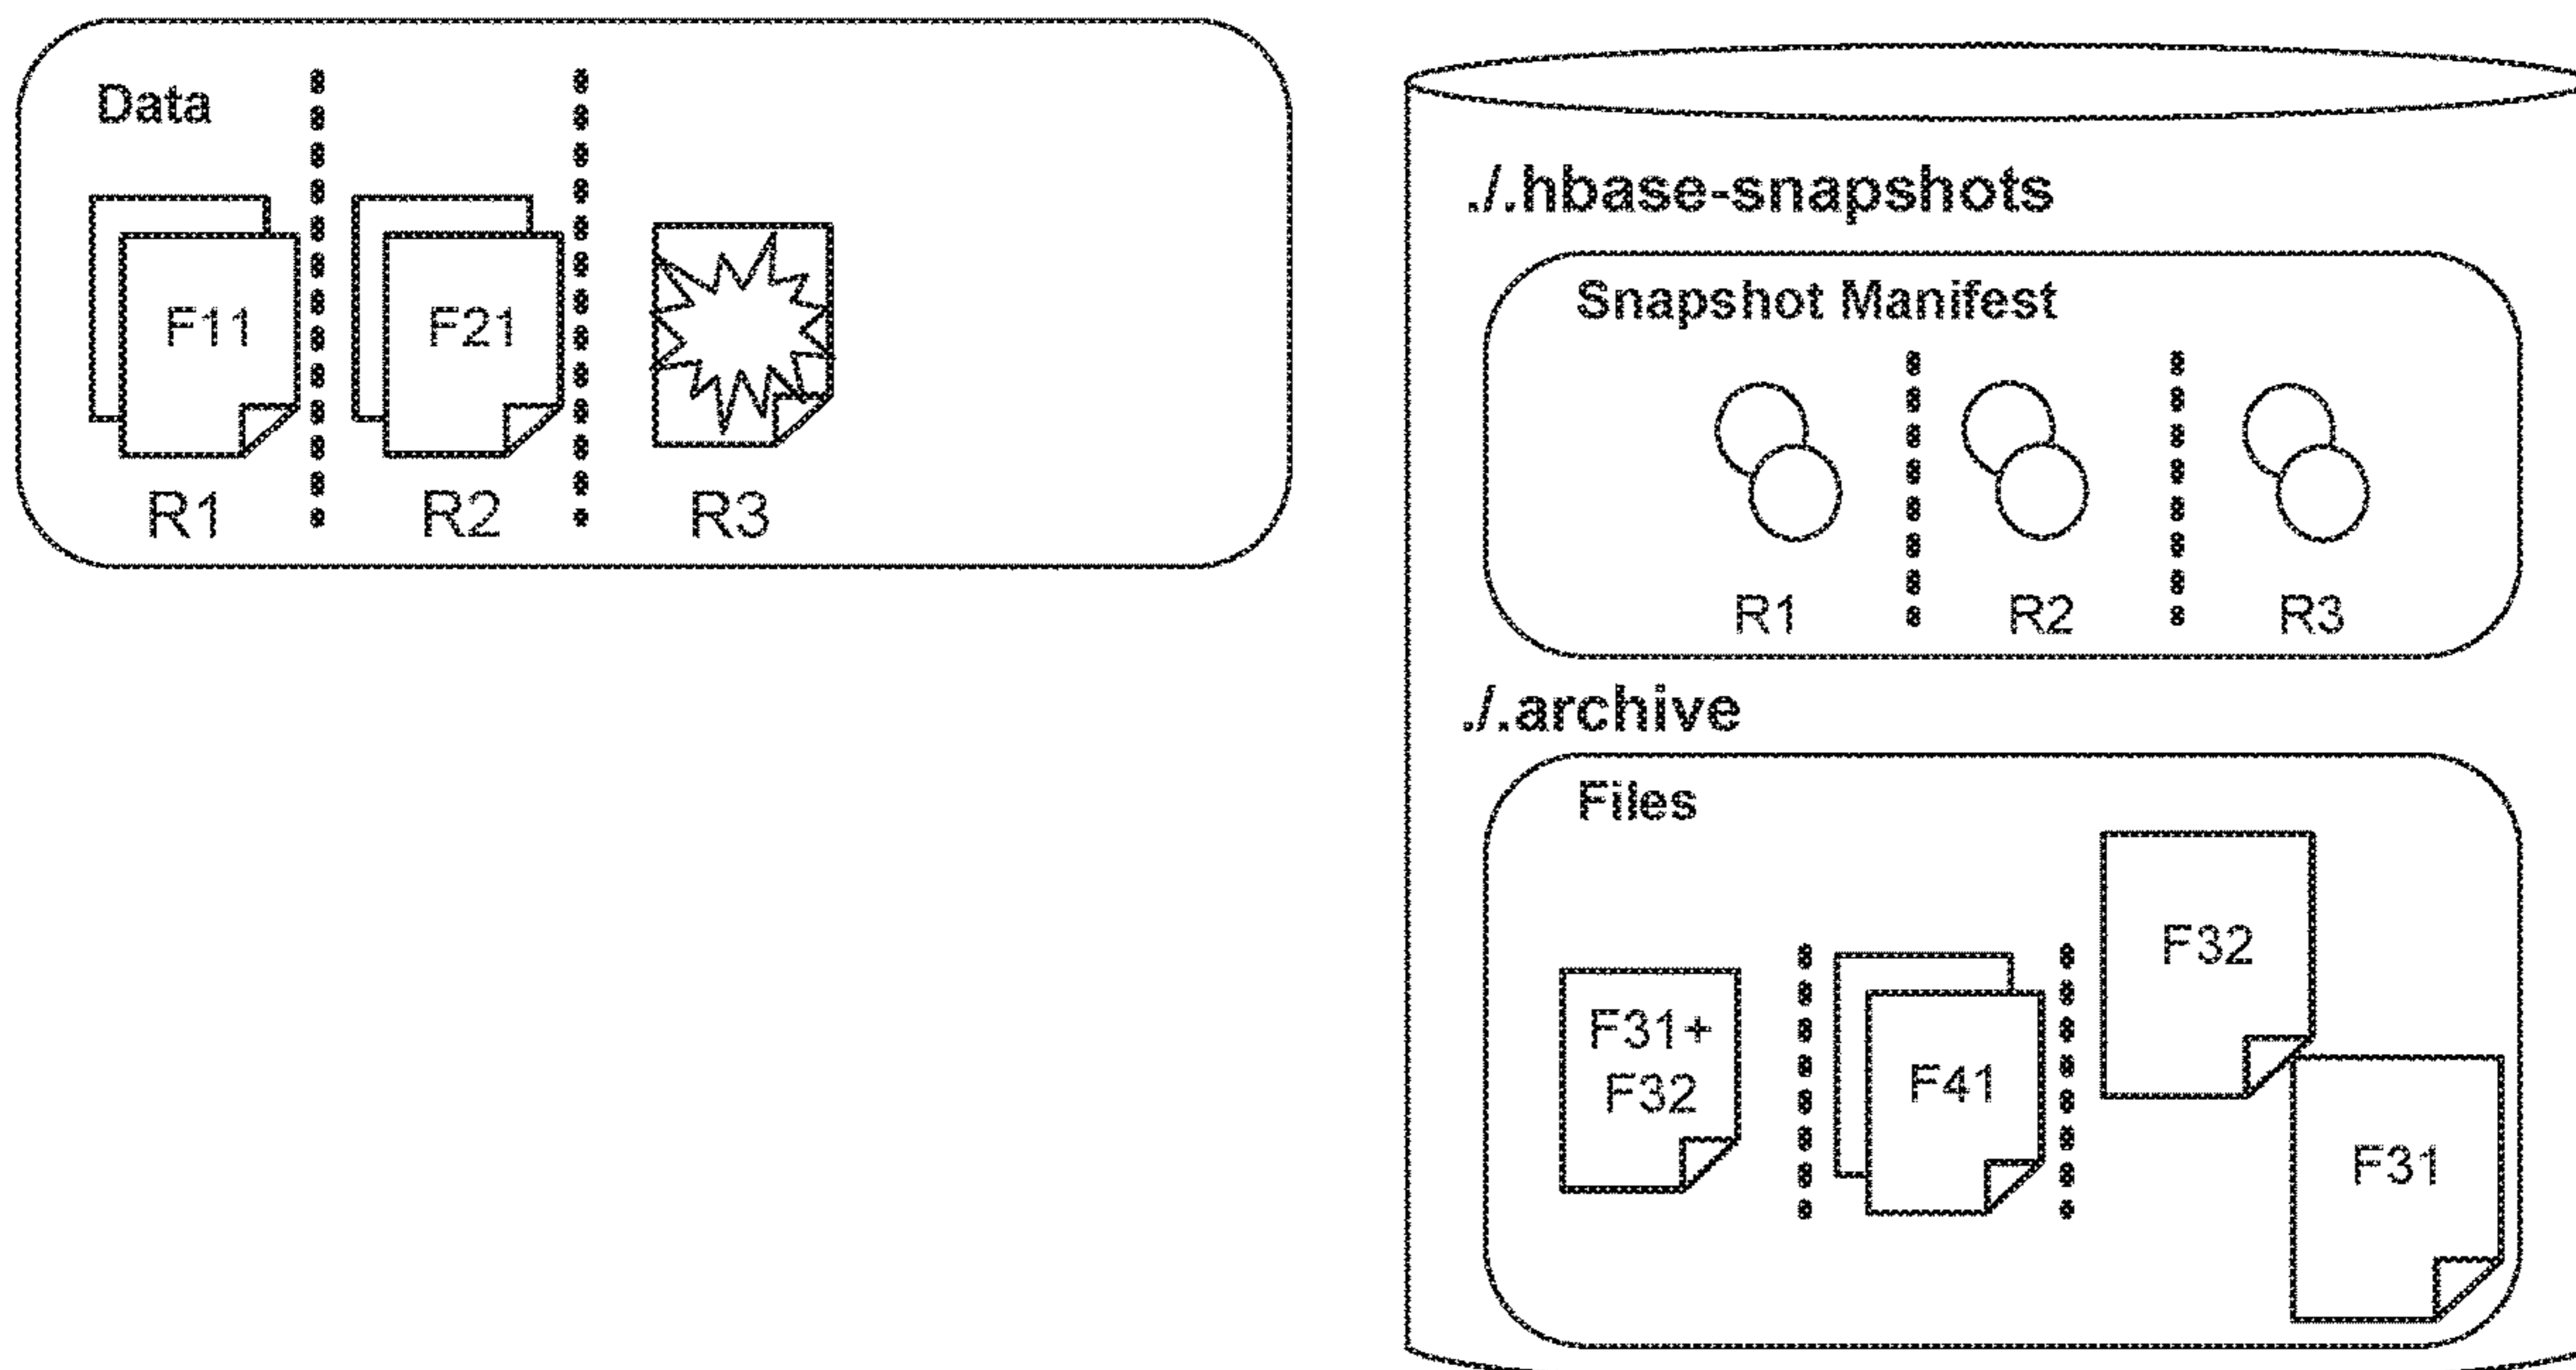 Data
F11
F21
R1
R2
R3
./.hbase-snapshots
Snapshot Manifest
R1
R2
R3
./.archive
Files
F31+
F32
F41
F32
F31